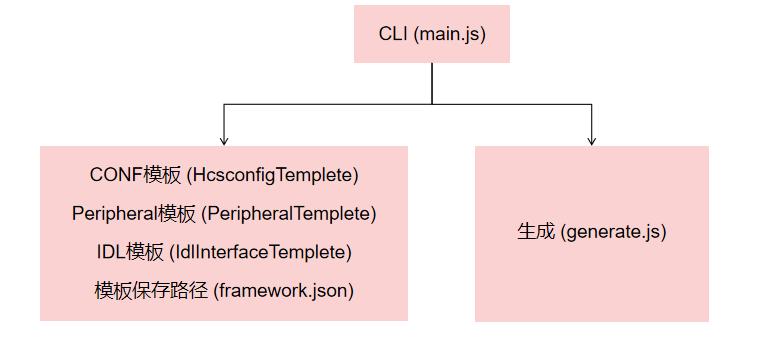 CLI (main.js)
CONF模板 (HcsconfigTemplete)
Peripheral模板 (PeripheralTemplete)
IDL模板 (IdlInterfaceTemplete)
模板保存路径 (framework.json)
生成 (generate.js)